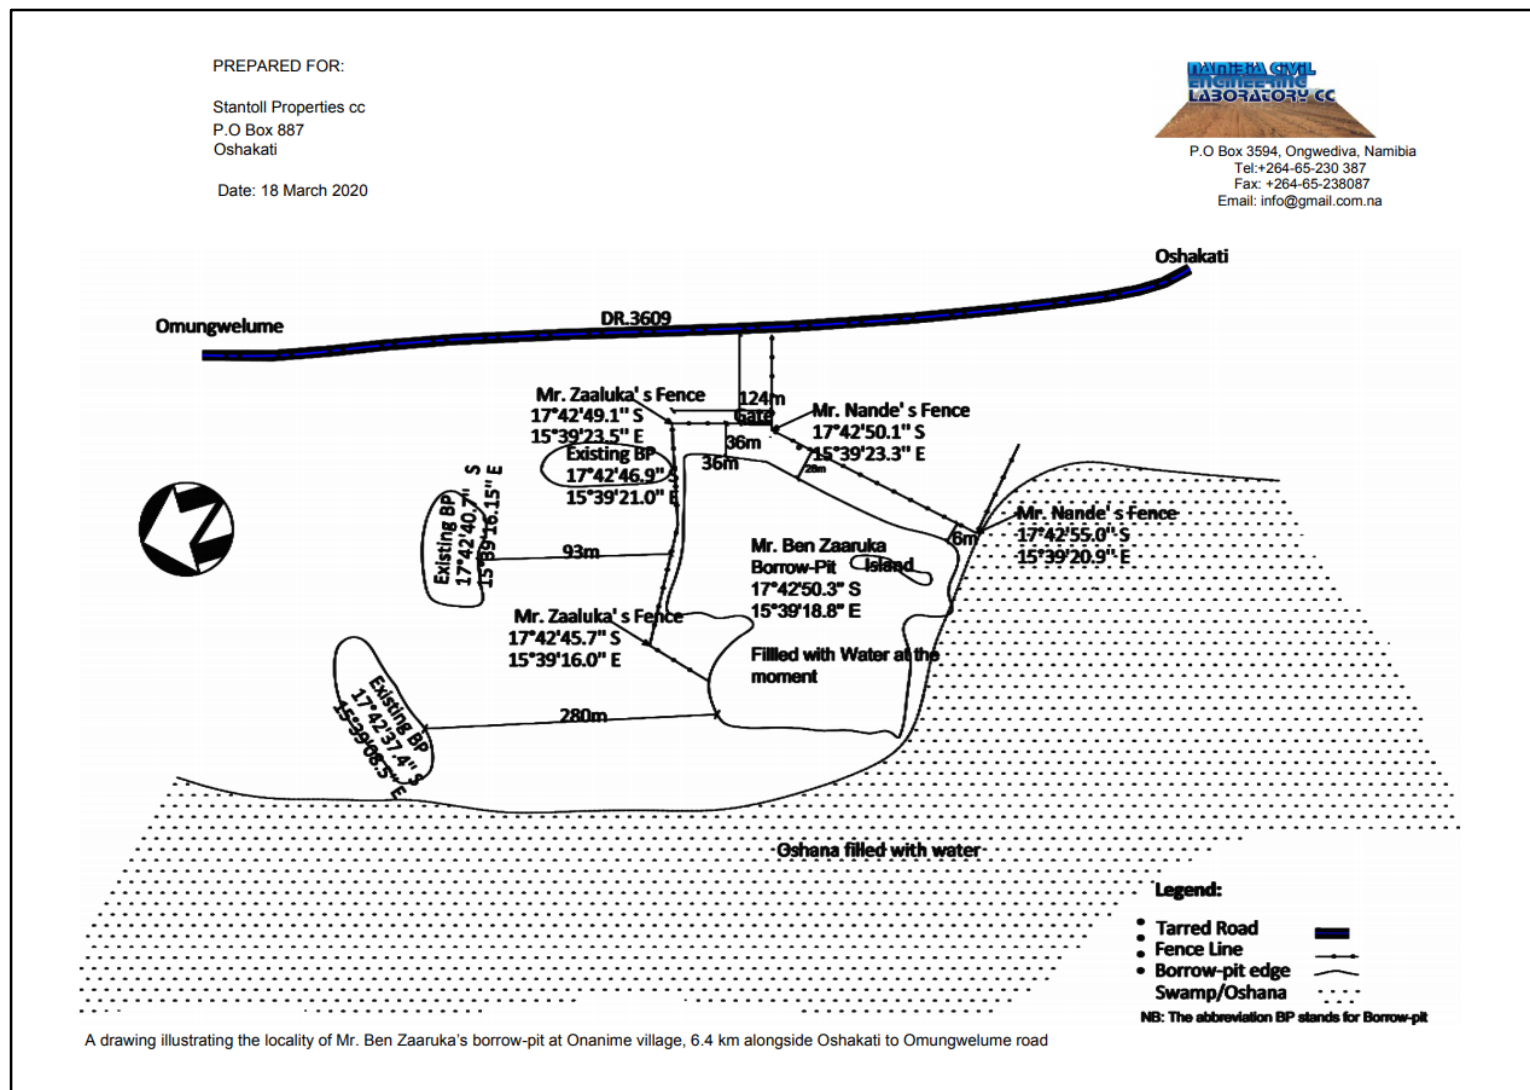 PREPARED FOR:
Stantoll Properties cc
P.O Box 887
Oshakati
Date: 18 March 2020
NAMIBIA CIVIL
ENGINEERING
LABORATORY CC
P.O Box 3594, Ongwediva, Namibia
Tel:+264-65-230 387
Fax: +264-65-238087
Email: info@gmail.com.na
Oshakati
Omungwelume
DR.3609
Mr. Zaaluka' s Fence
17°42'49.1" S
15°39'23.5" E
124m
Gate
Mr. Nande' s Fence
17°42'50.1" S
15°39'23.3" E
36m
36m
28m
Existing BP
17°42'46.9" S
15°39'21.0" E
Existing BP
17°42'40.7" S
15°39'16.15" E
93m
Mr. Nande' s Fence
17°42'55.0" S
15°39'20.9" E
6m
Mr. Ben Zaaruka
Borrow-Pit
17°42'50.3" S
15°39'18.8" E
Island
Mr. Zaaluka' s Fence
17°42'45.7" S
15°39'16.0" E
Fillled with Water at the
moment
Existing BP
17°42'37.4" S
15°39'08.5" E
280m
Oshana filled with water
Legend:
Tarred Road
Fence Line
Borrow-pit edge
Swamp/Oshana
NB: The abbreviation BP stands for Borrow-pit
A drawing illustrating the locality of Mr. Ben Zaaruka's borrow-pit at Onanime village, 6.4 km alongside Oshakati to Omungwelume road